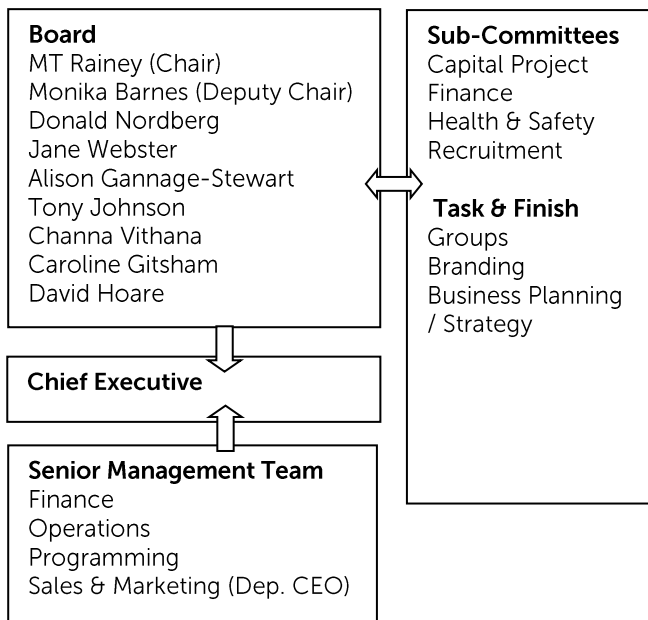 Board
MT Rainey (Chair)
Monika Barnes (Deputy Chair)
Donald Nordberg
Jane Webster
Alison Gannage-Stewart
Tony Johnson
Channa Vithana
Caroline Gitsham
David Hoare
Sub-Committees
Capital Project
Finance
Health & Safety
Recruitment
Task & Finish
Groups
Branding
Business Planning
/ Strategy
Chief Executive
Senior Management Team
Finance
Operations
Programming
Sales & Marketing (Dep. CEO)